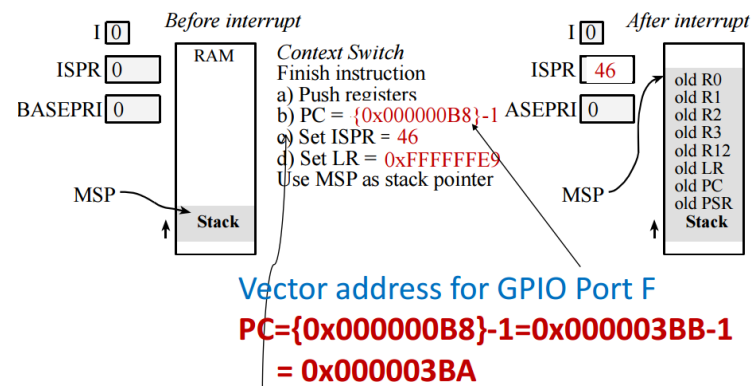 Before interrupt
I 0
ISPR 0
BASEPRI 0
MSP
RAM
Stack
Context Switch
Finish instruction
a) Push registers
b) PC = {0x000000B8}-1
c) Set ISPR = 46
d) Set LR = 0xFFFFFFE9
Use MSP as stack pointer
After interrupt
I 0
ISPR 46
ASEPRI 0
MSP
old R0
old R1
old R2
old R3
old R12
old LR
old PC
old PSR
Stack
Vector address for GPIO Port F
PC={0x000000B8}-1=0x000003BB-1
= 0x000003BA